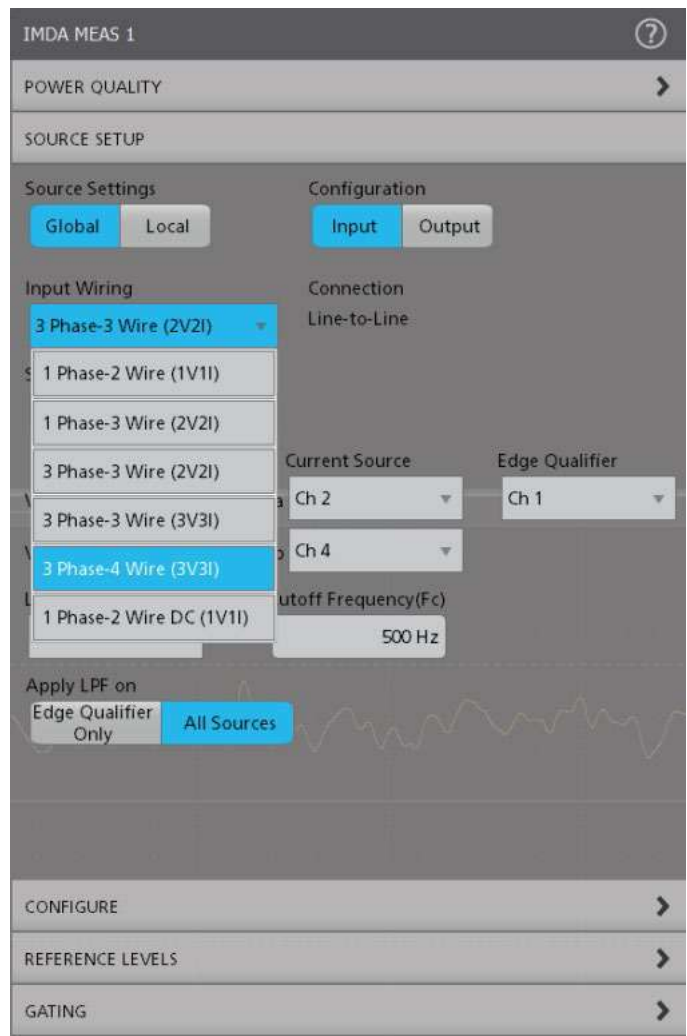 IMDA MEAS 1
?
POWER QUALITY
SOURCE SETUP
Source Settings
Configuration
Global
Local
Input
Output
Input Wiring
Connection
3 Phase-3 Wire (2V2I)
Line-to-Line
1 Phase-2 Wire (1V1I)
1 Phase-3 Wire (2V2I)
3 Phase-3 Wire (2V2I)
3 Phase-3 Wire (3V3I)
3 Phase-4 Wire (3V3I)
1 Phase-2 Wire DC (1V1I)
Current Source
Edge Qualifier
Ch 2
Ch 1
Ch 4
utoff Frequency(Fc)
500 Hz
Apply LPF on
Edge Qualifier
Only
All Sources
CONFIGURE
REFERENCE LEVELS
GATING